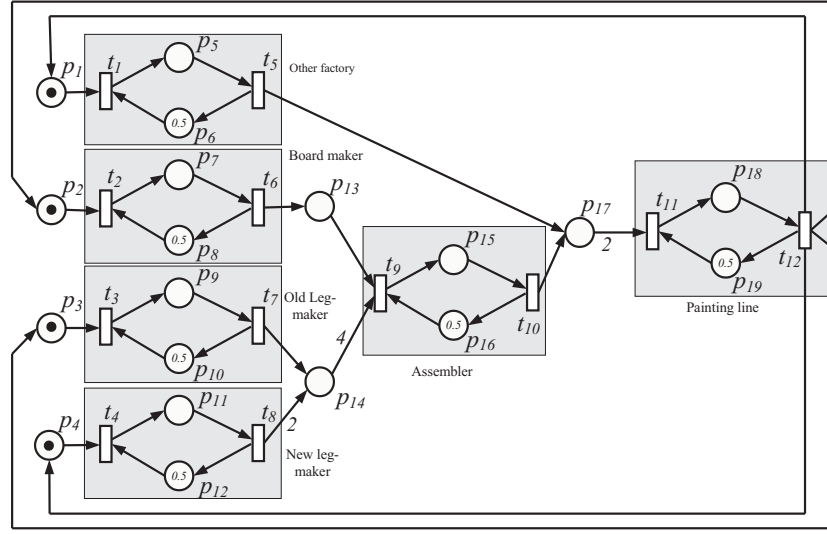 p1
t1
p5
t5
0.5
p6
Other factory
p2
t2
p7
t6
0.5
p8
Board maker
p13
p3
t3
p9
t7
0.5
p10
Old Leg-
maker
p4
t4
p11
t8
2
0.5
p12
New leg-
maker
p14
4
t9
p15
0.5
p16
t10
Assembler
p17
2
t11
p18
0.5
p19
t12
Painting line